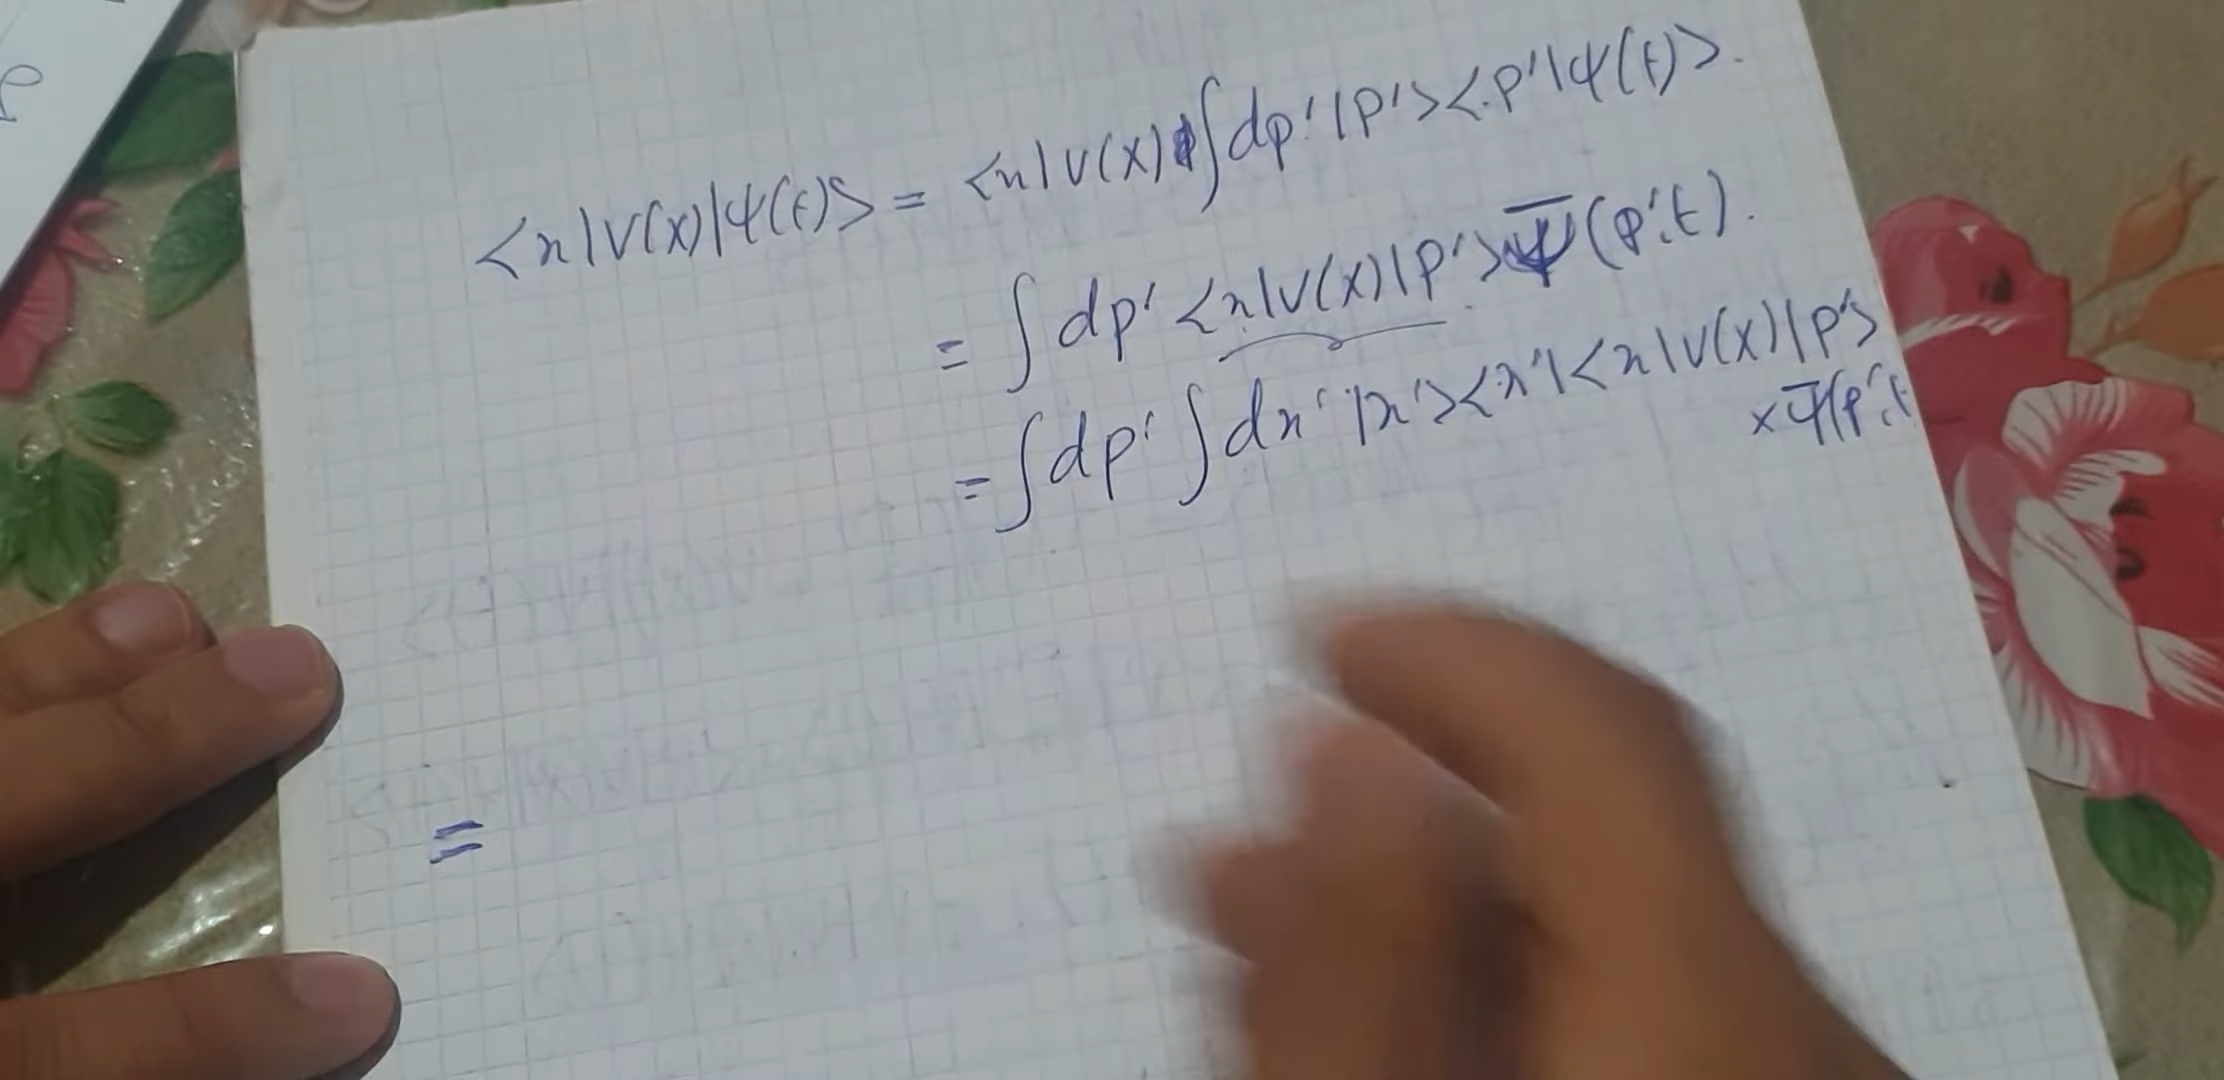 <x|V(X)|ψ(t)> = <x|V(X)∫dp'|p'><p'|ψ(t)>.
= ∫dp' <x|V(X)|p'>ψ̅(p',t).
= ∫dp' ∫dx' |x'><x'|<x|V(X)|p'>
×ψ̅(p',t
=